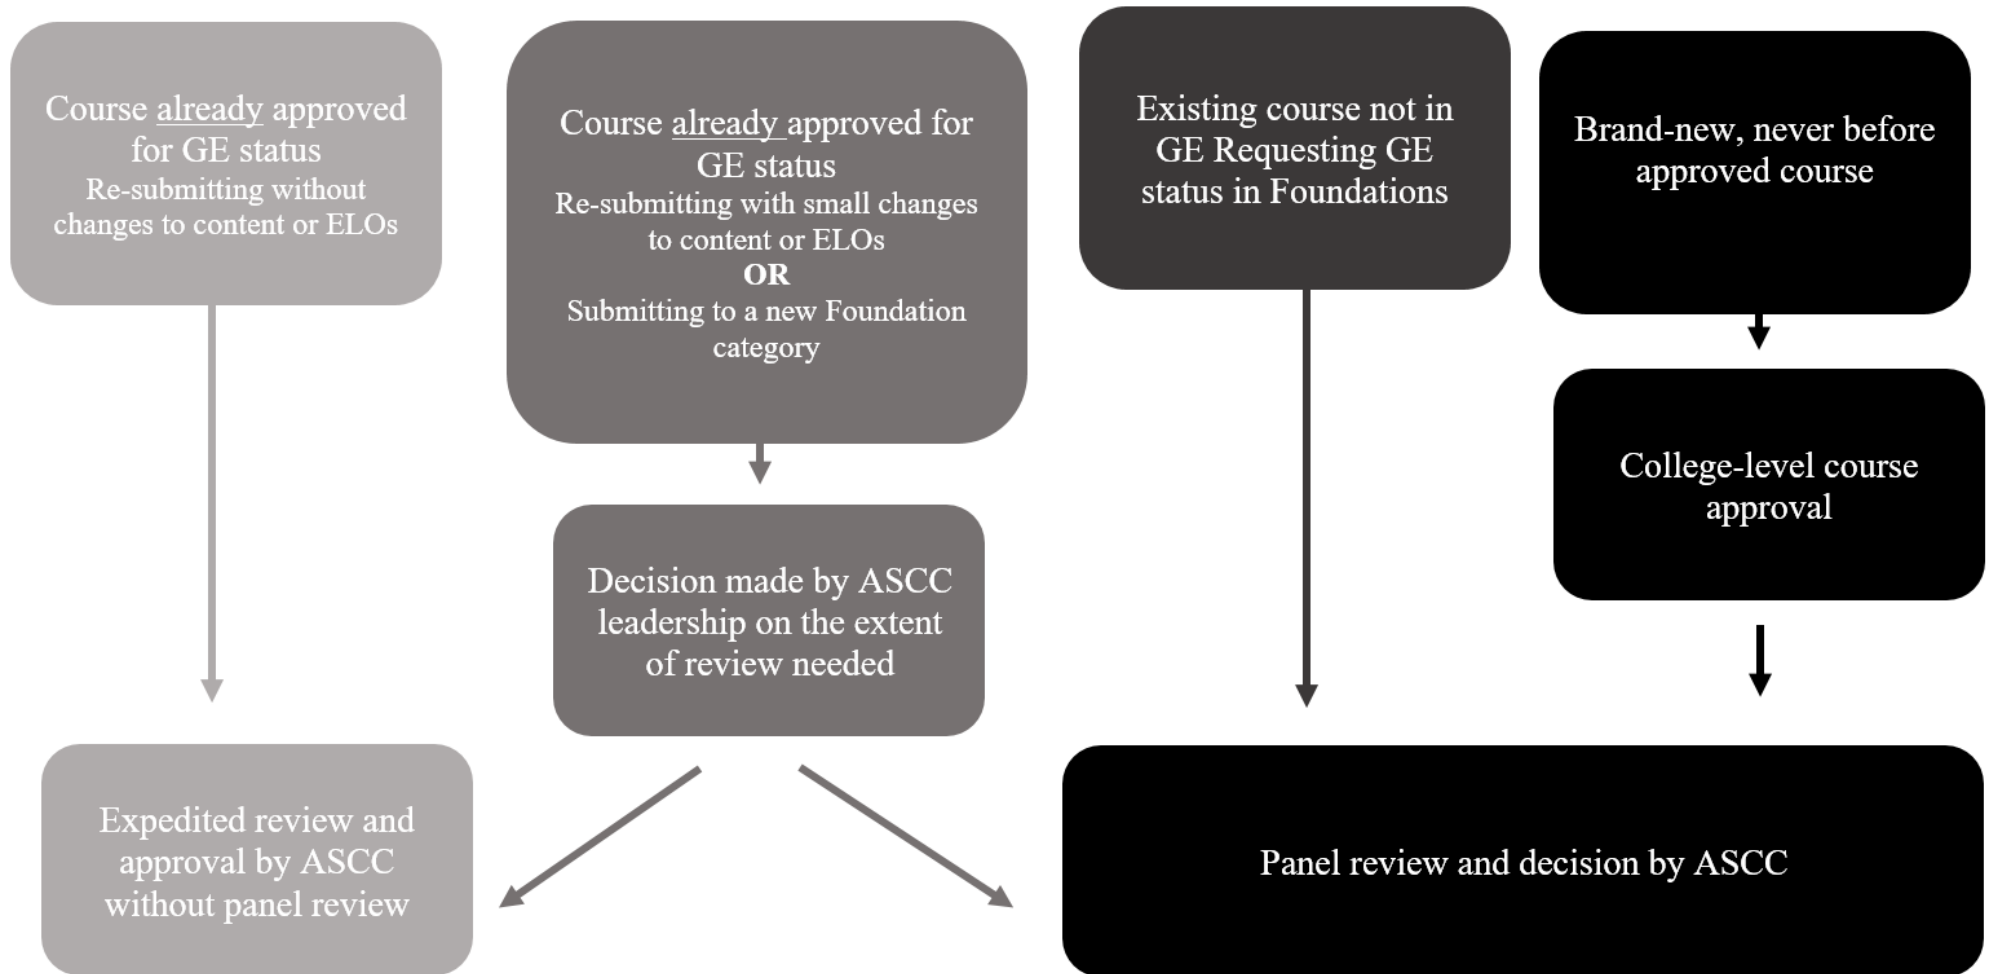 Course already approved
for GE status
Re-submitting without
changes to content or ELOs
Course already approved for
GE status
Re-submitting with small changes
to content or ELOs
OR
Submitting to a new Foundation
category
Existing course not in
GE Requesting GE
status in Foundations
Brand-new, never before
approved course
College-level course
approval
Decision made by ASCC
leadership on the extent
of review needed
Expedited review and
approval by ASCC
without panel review
Panel review and decision by ASCC